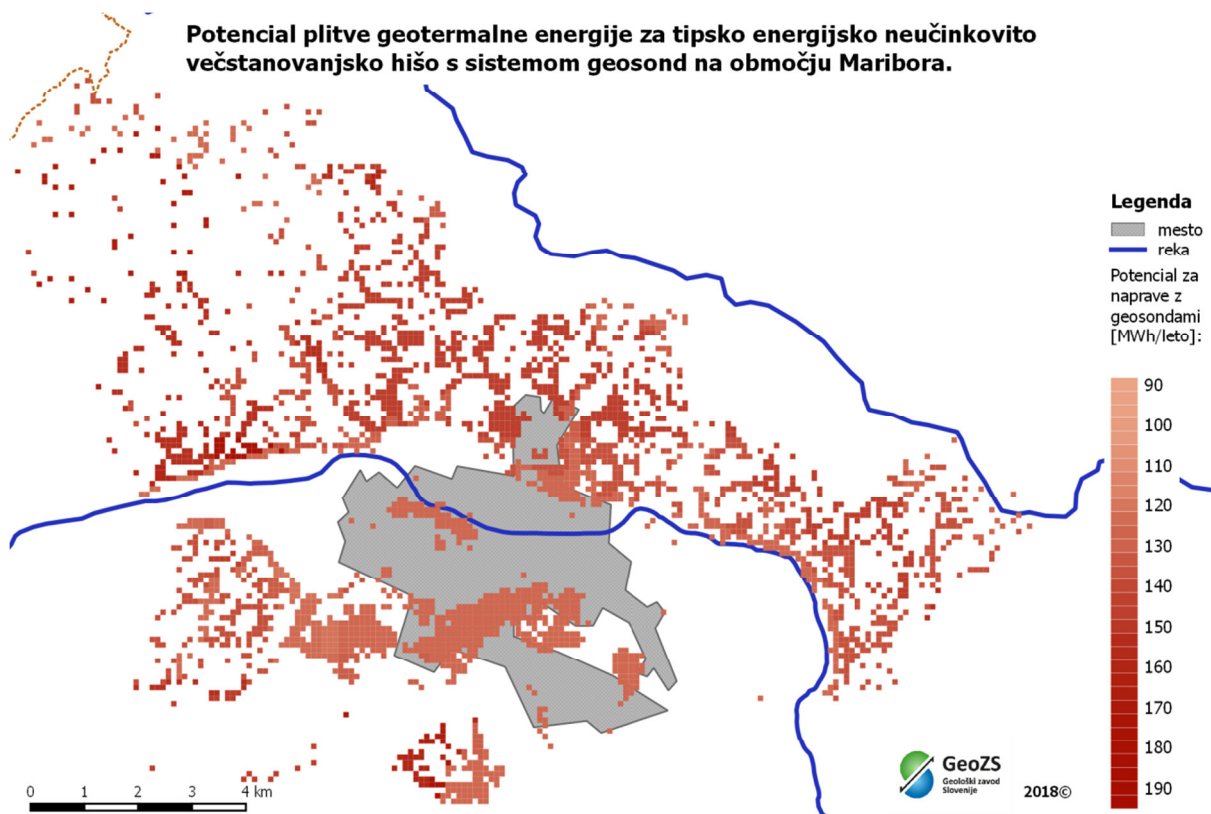 Potencial plitve geotermalne energije za tipsko energijsko neučinkovito
večstanovanjsko hišo s sistemom geosond na območju Maribora.
Legenda
mesto
reka
Potencial za
naprave z
geosondami
[MWh/leto]:
90
100
110
120
130
140
150
160
170
180
190
0 1 2 3 4 km
GeoZS
Geološki zavod
Slovenije
2018©